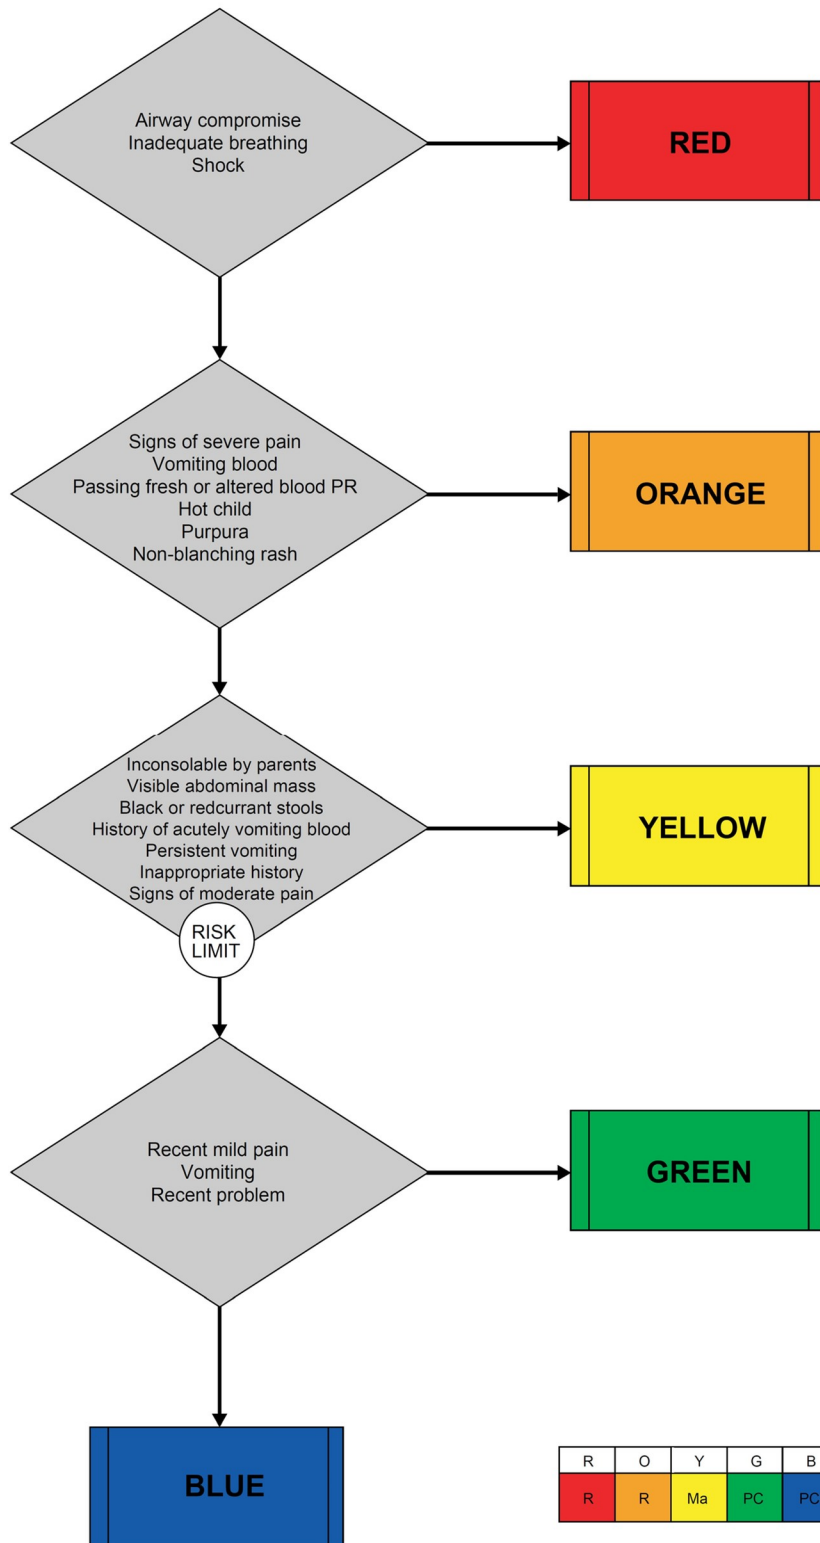 Airway compromise
Inadequate breathing
Shock
RED
Signs of severe pain
Vomiting blood
Passing fresh or altered blood PR
Hot child
Purpura
Non-blanching rash
ORANGE
Inconsolable by parents
Visible abdominal mass
Black or redcurrant stools
History of acutely vomiting blood
Persistent vomiting
Inappropriate history
Signs of moderate pain
YELLOW
RISK
LIMIT
Recent mild pain
Vomiting
Recent problem
GREEN
BLUE
R O Y G B
R R Ma PC PC